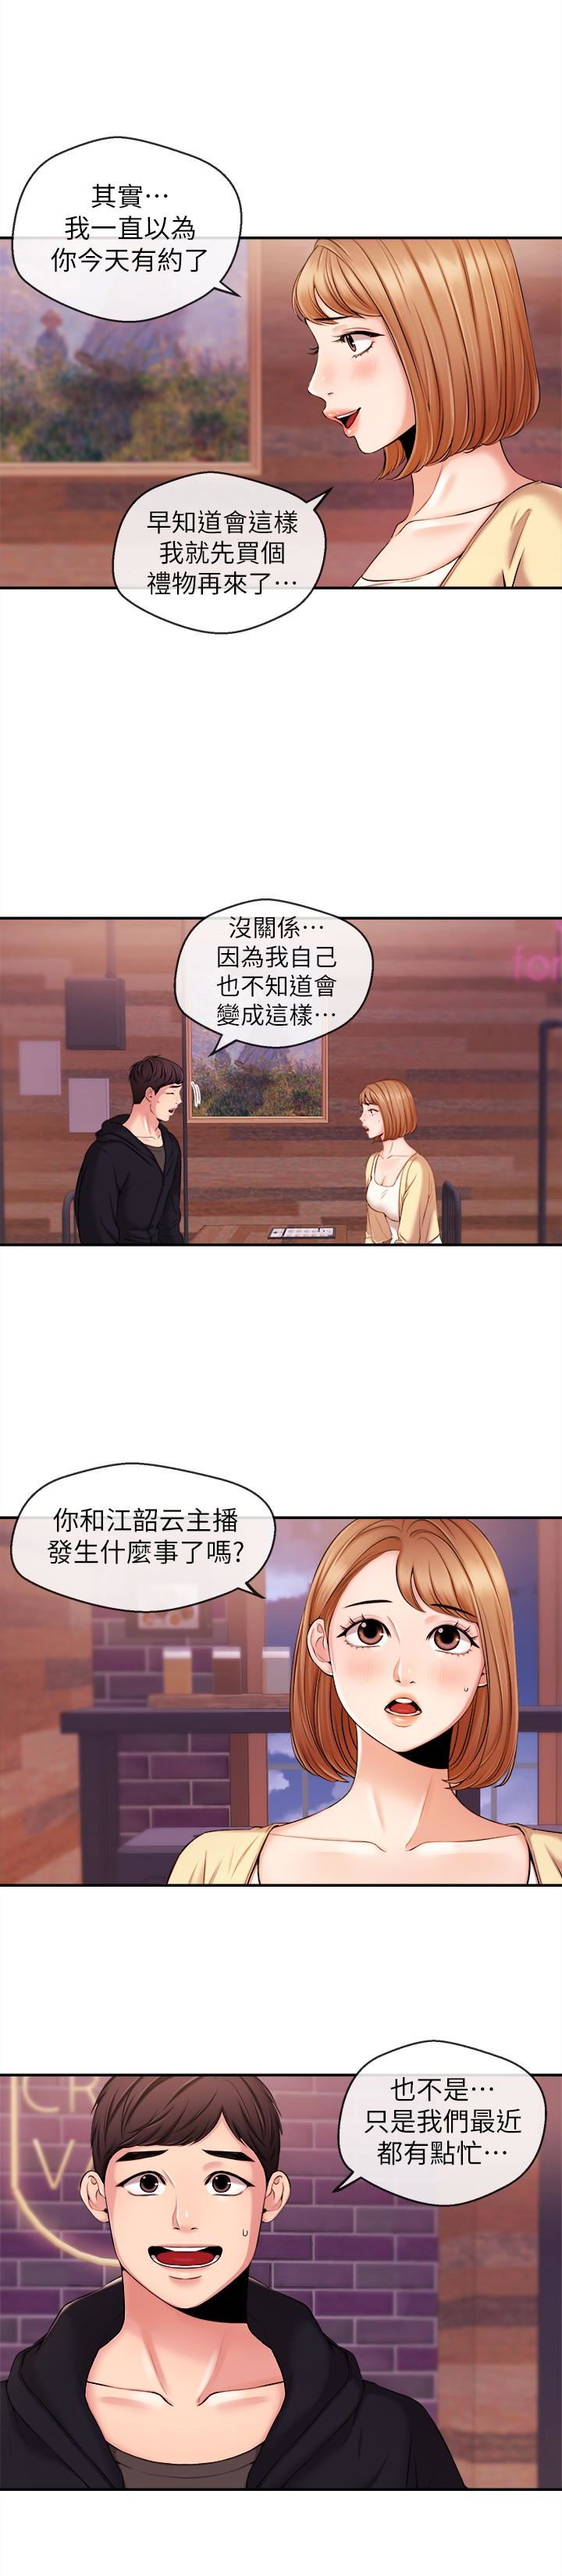 其實⋯
我一直以為
你今天有約了
早知道會這樣
我就先買個
禮物再來了⋯
沒關係⋯
因為我自己
也不知道會
變成這樣⋯
for
你和江韶云主播
發生什麼事了嗎?
也不是⋯
只是我們最近
都有點忙⋯
CR
V